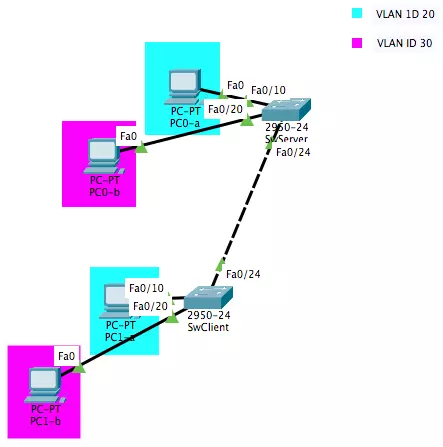 VLAN 1D 20
VLAN ID 30
Fa0
Fa0/10
PC-PT
PC0-a
Fa0/20
2950-24
SwServer
Fa0
Fa0/24
PC-PT
PC0-b
Fa0/24
Fa0/10
Fa0/20
PC-PT
PC1-a
2950-24
SwClient
Fa0
PC-PT
PC1-b